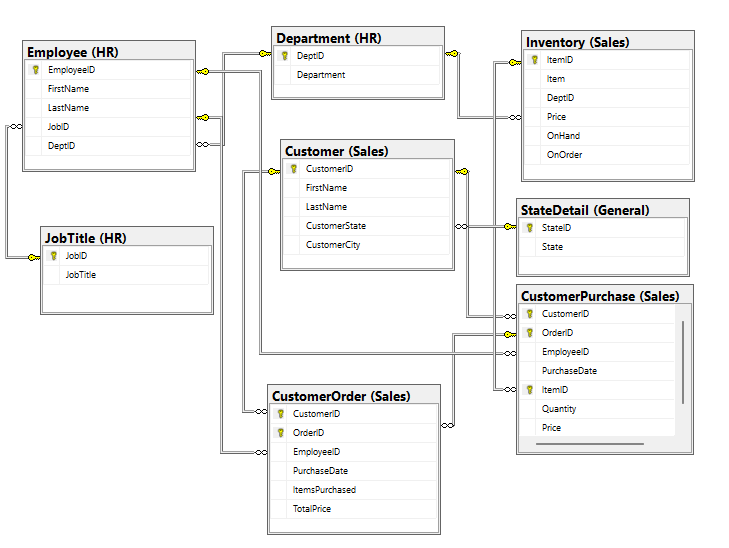 Employee (HR)
EmployeeID
FirstName
LastName
JobID
DeptID
Department (HR)
DeptID
Department
Inventory (Sales)
ItemID
Item
DeptID
Price
OnHand
OnOrder
Customer (Sales)
CustomerID
FirstName
LastName
CustomerState
CustomerCity
StateDetail (General)
StateID
State
JobTitle (HR)
JobID
JobTitle
CustomerPurchase (Sales)
CustomerID
OrderID
EmployeeID
PurchaseDate
ItemID
Quantity
Price
CustomerOrder (Sales)
CustomerID
OrderID
EmployeeID
PurchaseDate
ItemsPurchased
TotalPrice